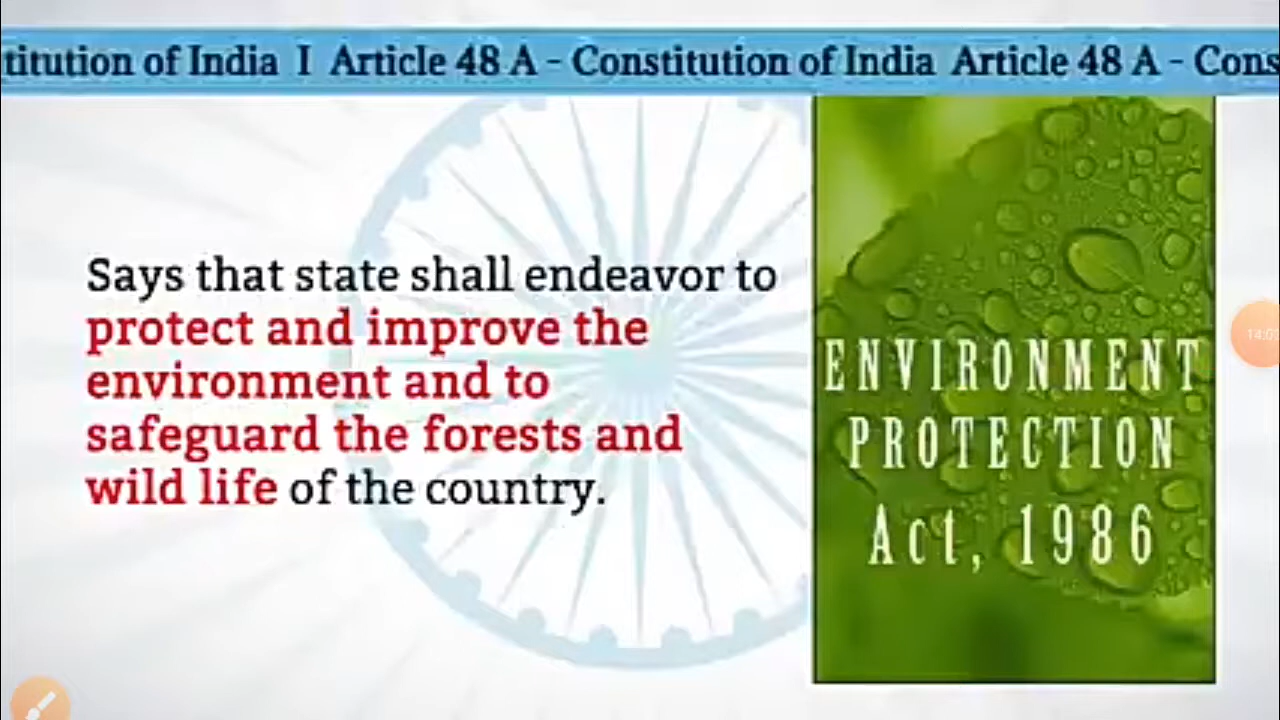 titution of India I Article 48 A - Constitution of India Article 48 A - Cons
Says that state shall endeavor to
protect and improve the
environment and to
safeguard the forests and
wild life of the country.
ENVIRONMENT
PROTECTION
Act, 1986